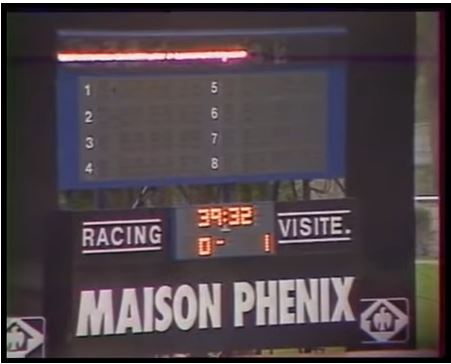 1 5
2 6
3 7
4 8
RACING 39:32 VISITE.
0- 1
MAISON PHENIX